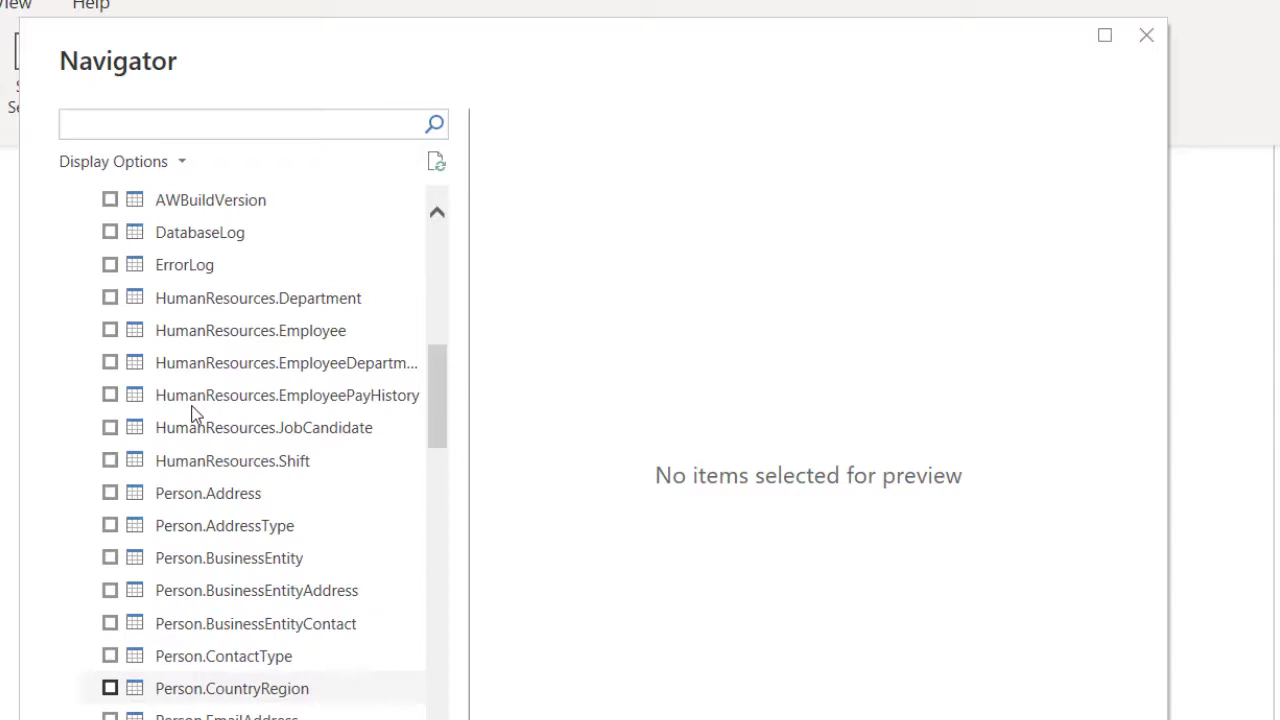 View
Help
Navigator
Display Options
AWBuildVersion
DatabaseLog
ErrorLog
HumanResources.Department
HumanResources.Employee
HumanResources.EmployeeDepartm...
HumanResources.EmployeePayHistory
HumanResources.JobCandidate
HumanResources.Shift
Person.Address
Person.AddressType
Person.BusinessEntity
Person.BusinessEntityAddress
Person.BusinessEntityContact
Person.ContactType
Person.CountryRegion
Person.EmailAddress
No items selected for preview